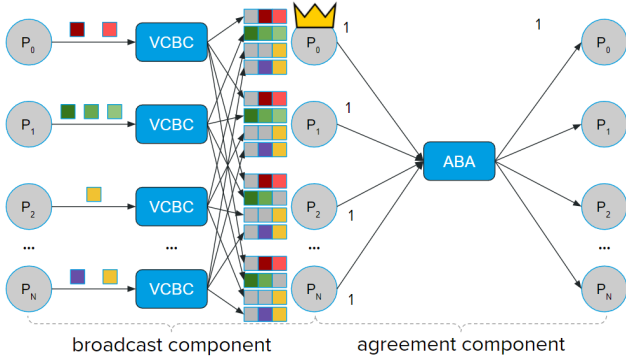 P0 VCBC P0 1 1 P0
P1 VCBC P1 1 ABA P1
P2 VCBC P2 1 P2
... ... ... ...
PN VCBC PN 1 PN
broadcast component agreement component